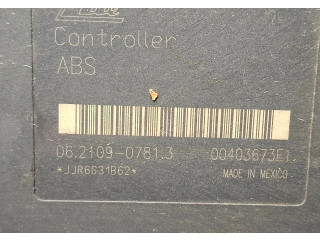 Controller
ABS
06.2109-0781.3 00403673E1
*JJR6631B62* MADE IN MEXICO